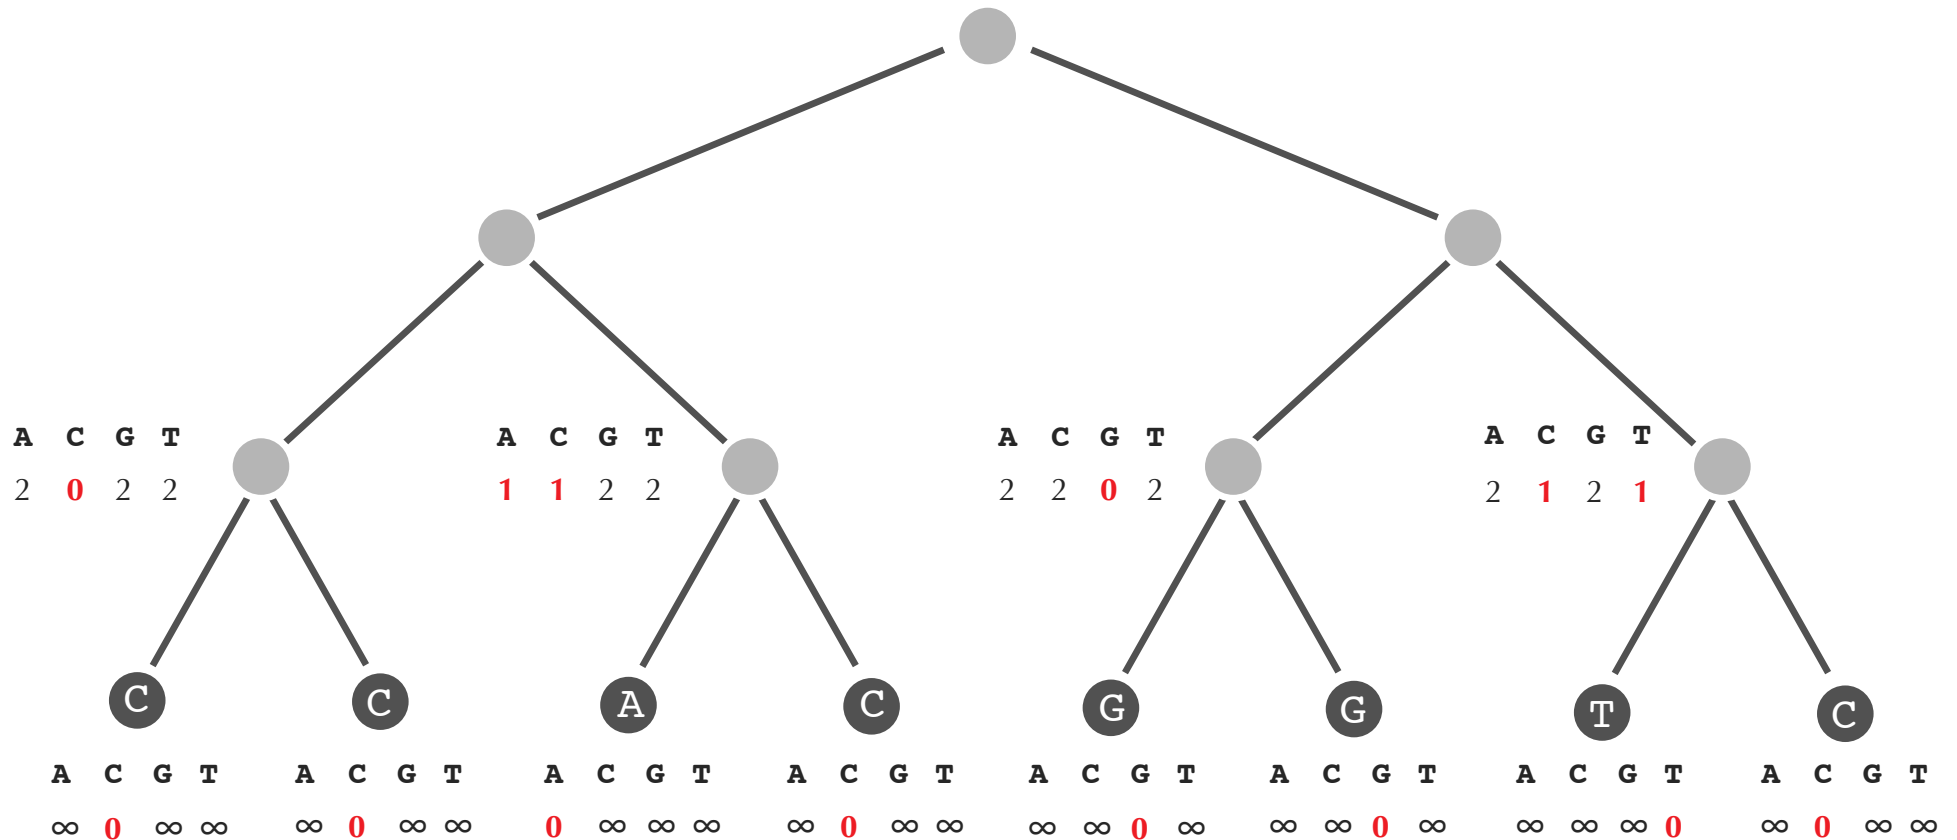 A C G T A C G T A C G T A C G T
2 0 2 2 1 1 2 2 2 2 0 2 2 1 2 1
C C A C G G T C
A C G T A C G T A C G T A C G T A C G T A C G T A C G T A C G T
∞ 0 ∞ ∞ ∞ 0 ∞ ∞ 0 ∞ ∞ ∞ ∞ 0 ∞ ∞ ∞ ∞ 0 ∞ ∞ ∞ 0 ∞ ∞ ∞ ∞ 0 ∞ 0 ∞ ∞